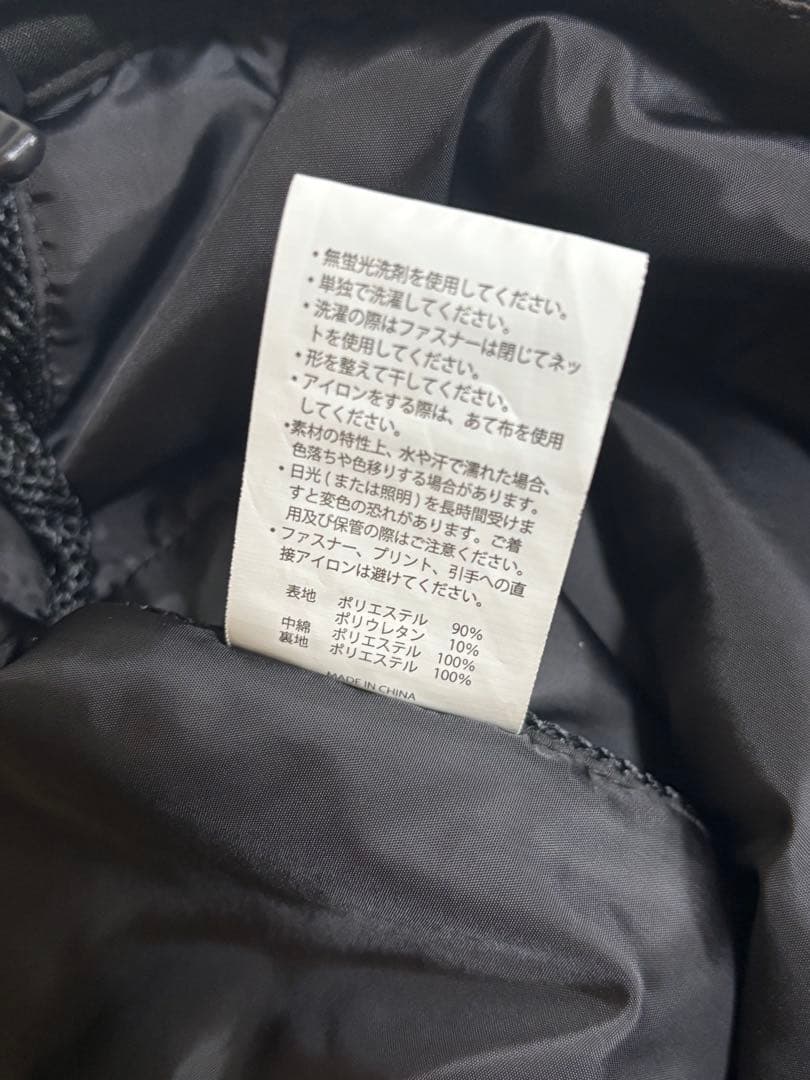 ・無蛍光洗剤を使用してください。
・単独で洗濯してください。
・洗濯の際はファスナーは閉じてネッ
トを使用してください。
・形を整えて干してください。
・アイロンをする際は、あて布を使用
してください。
・素材の特性上、水や汗で濡れた場合、
色落ちや色移りする場合があります。
・日光(または照明)を長時間受けま
すと変色の恐れがあります。ご着
用及び保管の際はご注意ください。
・ファスナー、プリント、引手への直
接アイロンは避けてください。
表地 ポリエステル 90%
ポリウレタン 10%
中綿 ポリエステル 100%
裏地 ポリエステル 100%
MADE IN CHINA